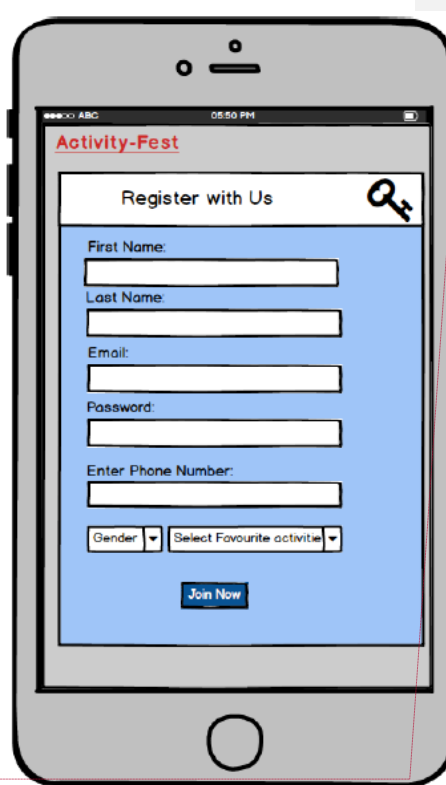 ABC 05:50 PM
Activity-Fest
Register with Us
First Name:
Last Name:
Email:
Password:
Enter Phone Number:
Gender Select Favourite activitie
Join Now